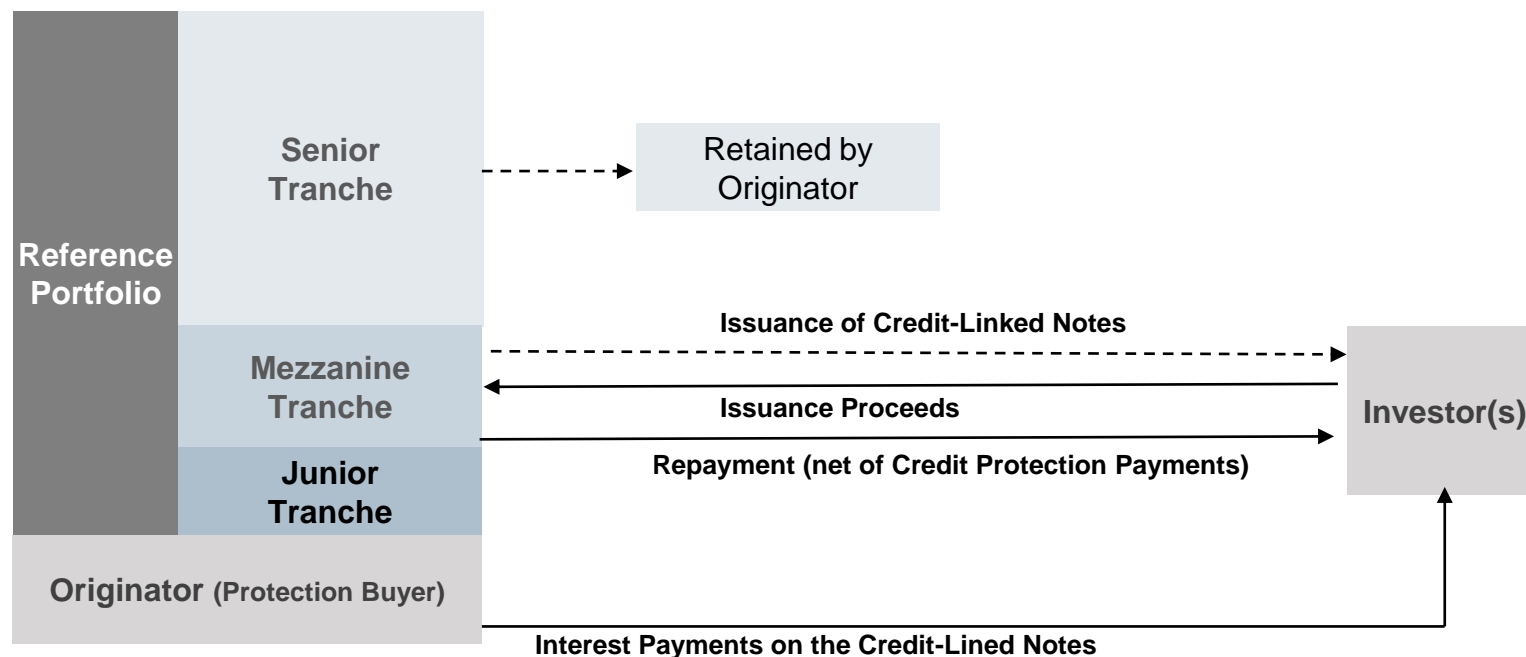 Senior
Tranche
Retained by
Originator
Reference
Portfolio
Issuance of Credit-Linked Notes
Mezzanine
Tranche
Issuance Proceeds
Investor(s)
Repayment (net of Credit Protection Payments)
Junior
Tranche
Originator (Protection Buyer)
Interest Payments on the Credit-Lined Notes